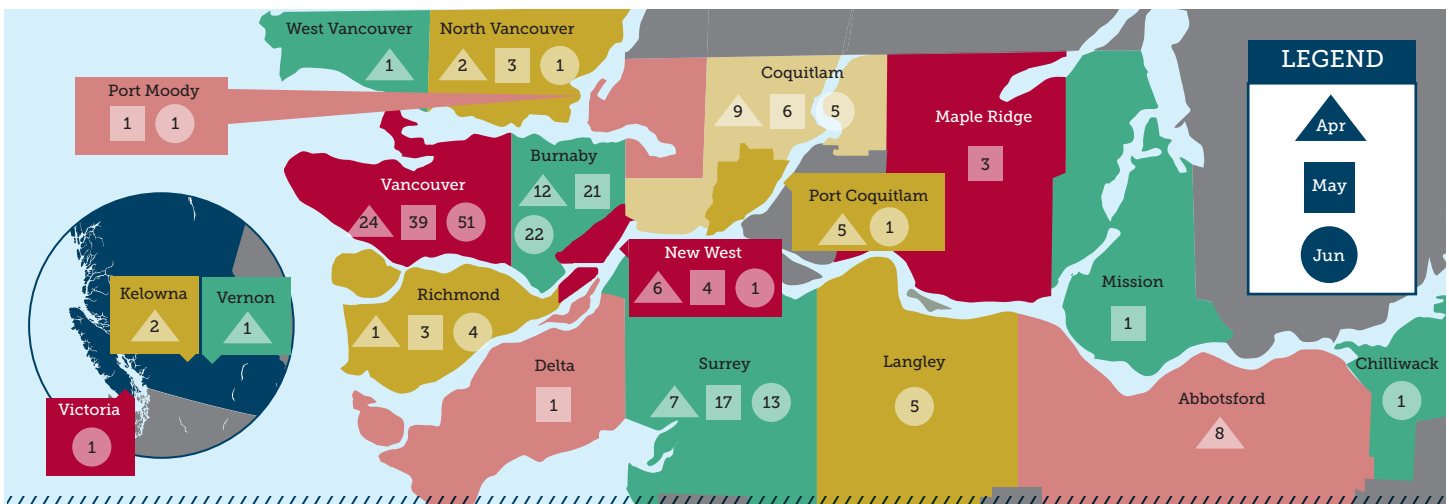 West Vancouver
1
North Vancouver
2 3 1
Port Moody
1 1
Coquitlam
9 6 5
Maple Ridge
3
LEGEND
Apr
May
Jun
Vancouver
24 39 51
Burnaby
12 21
22
Port Coquitlam
5 1
New West
6 4 1
Kelowna
2
Vernon
1
Victoria
1
Richmond
1 3 4
Delta
1
Surrey
7 17 13
Langley
5
Mission
1
Abbotsford
8
Chilliwack
1